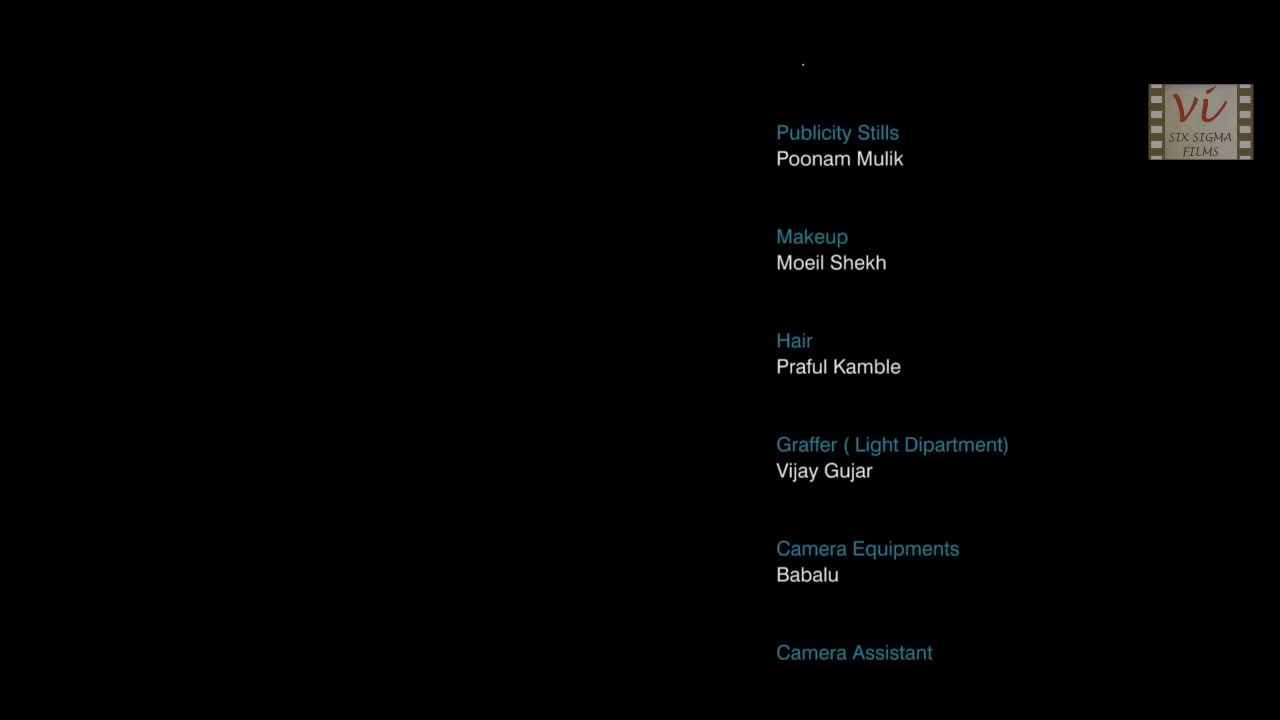 Publicity Stills
Poonam Mulik
Makeup
Moeil Shekh
Hair
Praful Kamble
Graffer ( Light Dipartment)
Vijay Gujar
Camera Equipments
Babalu
Camera Assistant
Vi
SIX SIGMA
FILMS